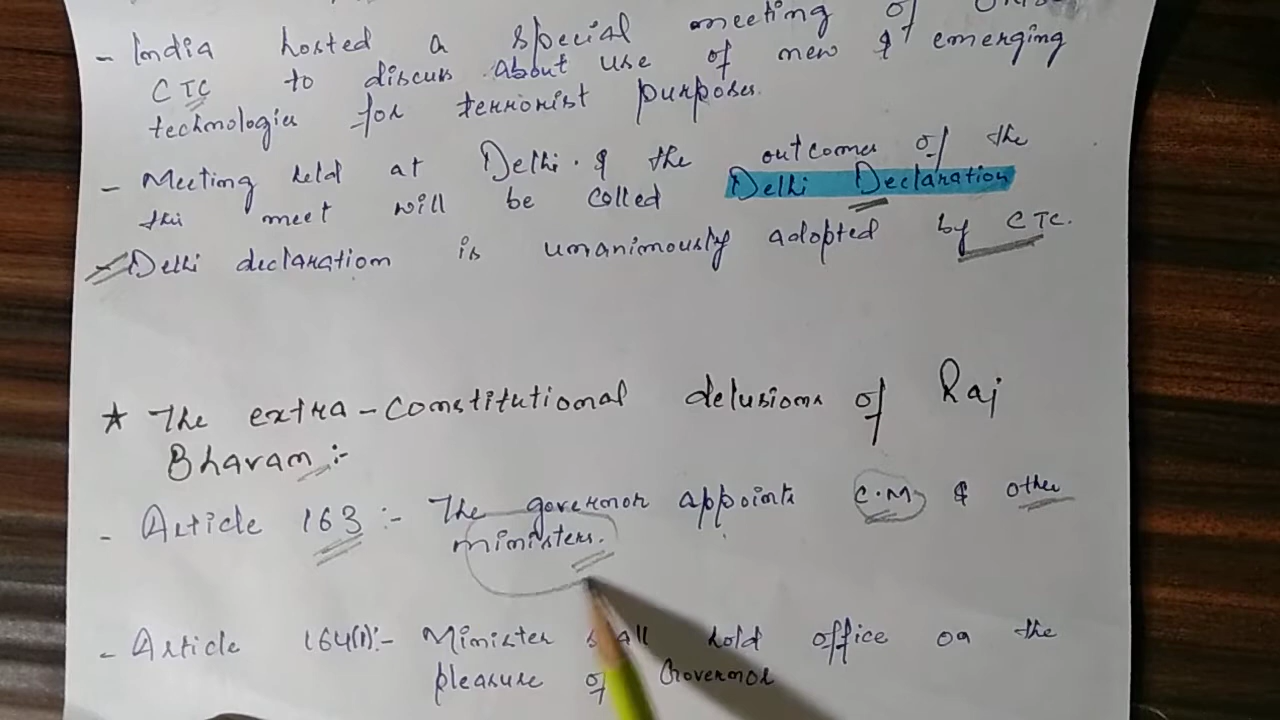 - India hosted a special meeting of
CTC to discuss about use of new & emerging
technologies for terrorist purposes.
- Meeting held at Delhi. & the outcomes of the
this meet will be called Delhi Declaration
- Delhi declaration is unanimously adopted by CTC.
★ The extra-constitutional delusions of Raj
Bhavan :-
- Article 163 :- The governor appoints C.M & other
ministers.
- Article 164(1):- Minister shall hold office on the
pleasure of Governor